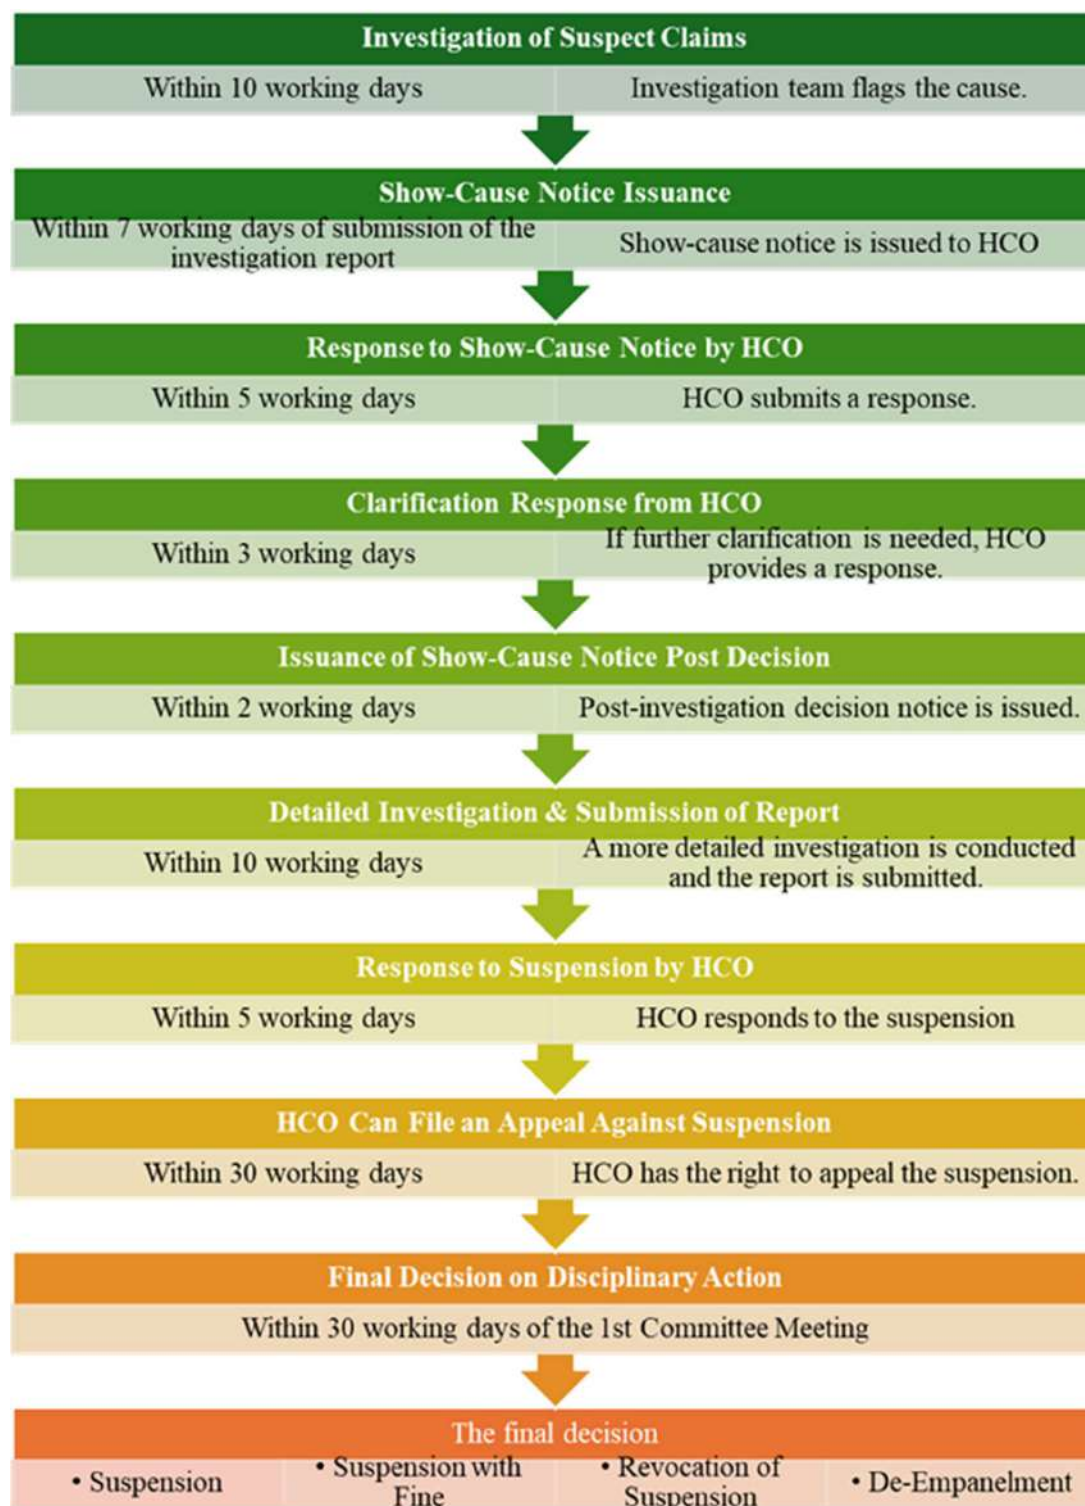 Investigation of Suspect Claims
Within 10 working days
Investigation team flags the cause.
Show-Cause Notice Issuance
Within 7 working days of submission of the
investigation report
Show-cause notice is issued to HCO
Response to Show-Cause Notice by HCO
Within 5 working days
HCO submits a response.
Clarification Response from HCO
Within 3 working days
If further clarification is needed, HCO
provides a response.
Issuance of Show-Cause Notice Post Decision
Within 2 working days
Post-investigation decision notice is issued.
Detailed Investigation & Submission of Report
Within 10 working days
A more detailed investigation is conducted
and the report is submitted.
Response to Suspension by HCO
Within 5 working days
HCO responds to the suspension
HCO Can File an Appeal Against Suspension
Within 30 working days
HCO has the right to appeal the suspension.
Final Decision on Disciplinary Action
Within 30 working days of the 1st Committee Meeting
The final decision
• Suspension
• Suspension with
Fine
• Revocation of
Suspension
• De-Empanelment